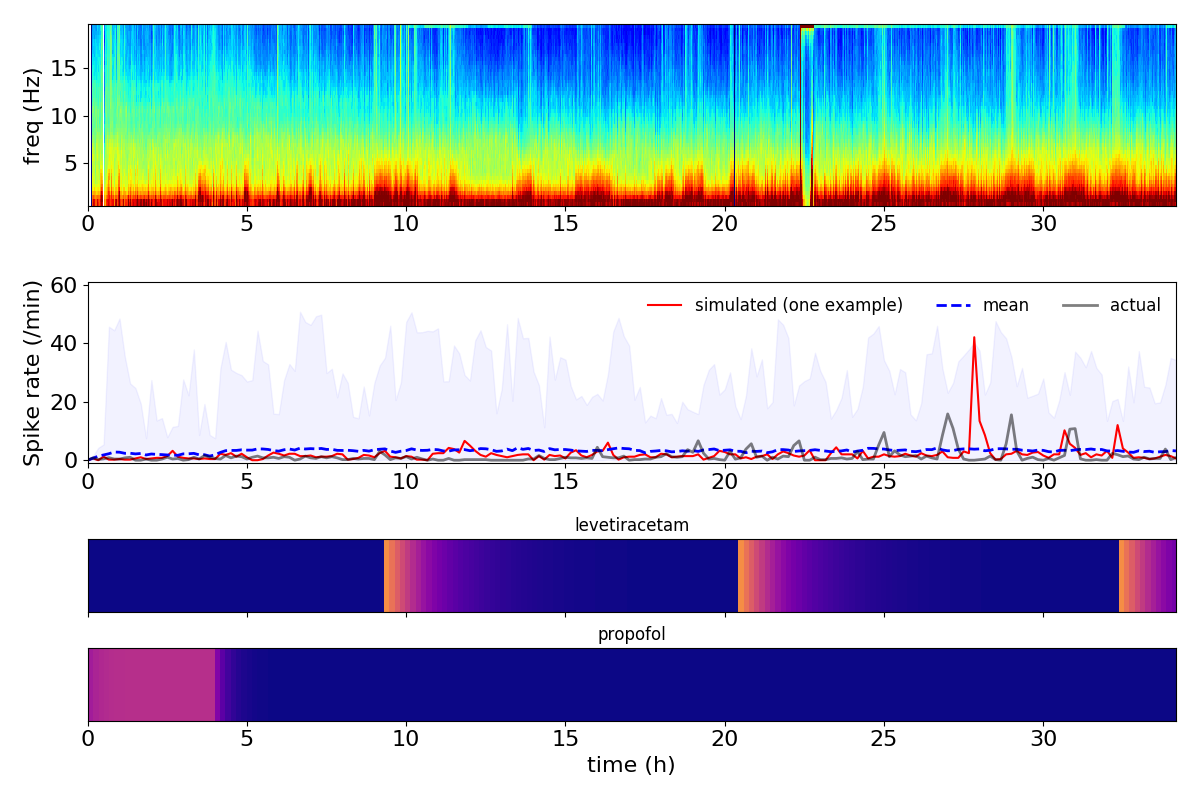 freq (Hz)
15
10
5
0 5 10 15 20 25 30
Spike rate (/min)
60
40
20
0
simulated (one example) mean actual
0 5 10 15 20 25 30
levetiracetam
propofol
0 5 10 15 20 25 30
time (h)